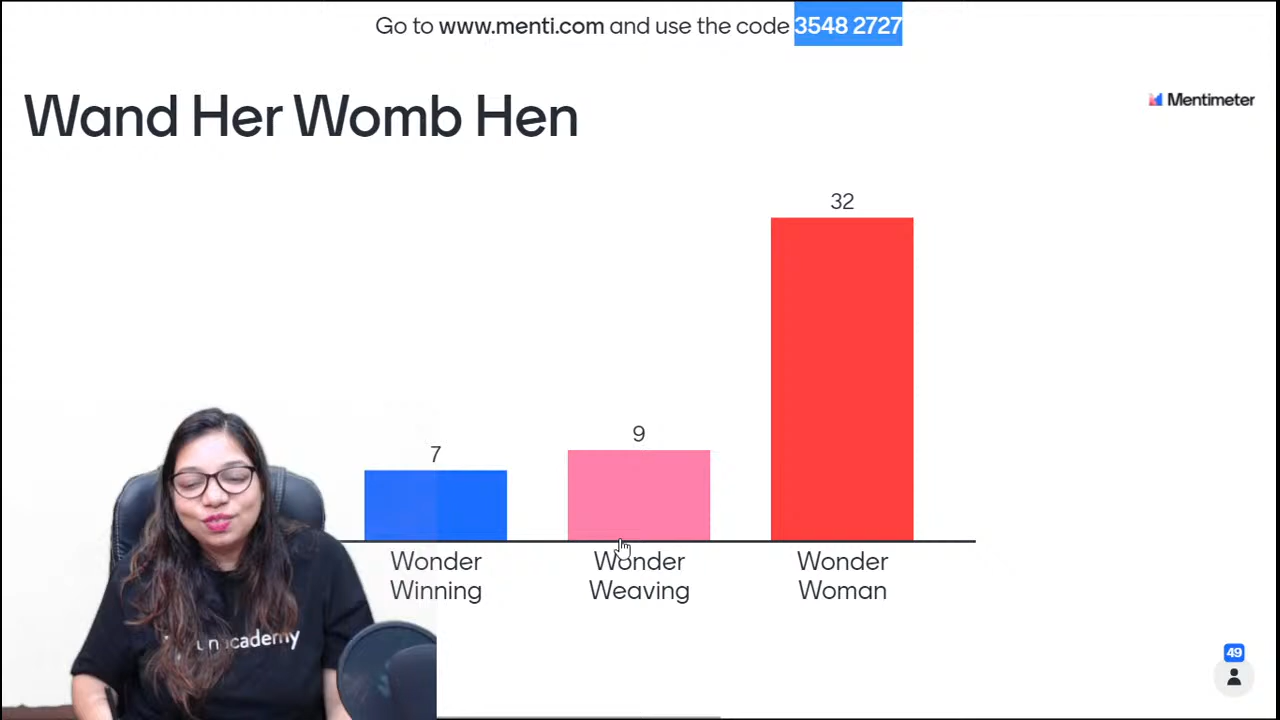 Go to www.menti.com and use the code 3548 2727
Wand Her Womb Hen
Mentimeter
32
9
7
Wonder Winning
Wonder Weaving
Wonder Woman
unacademy
49